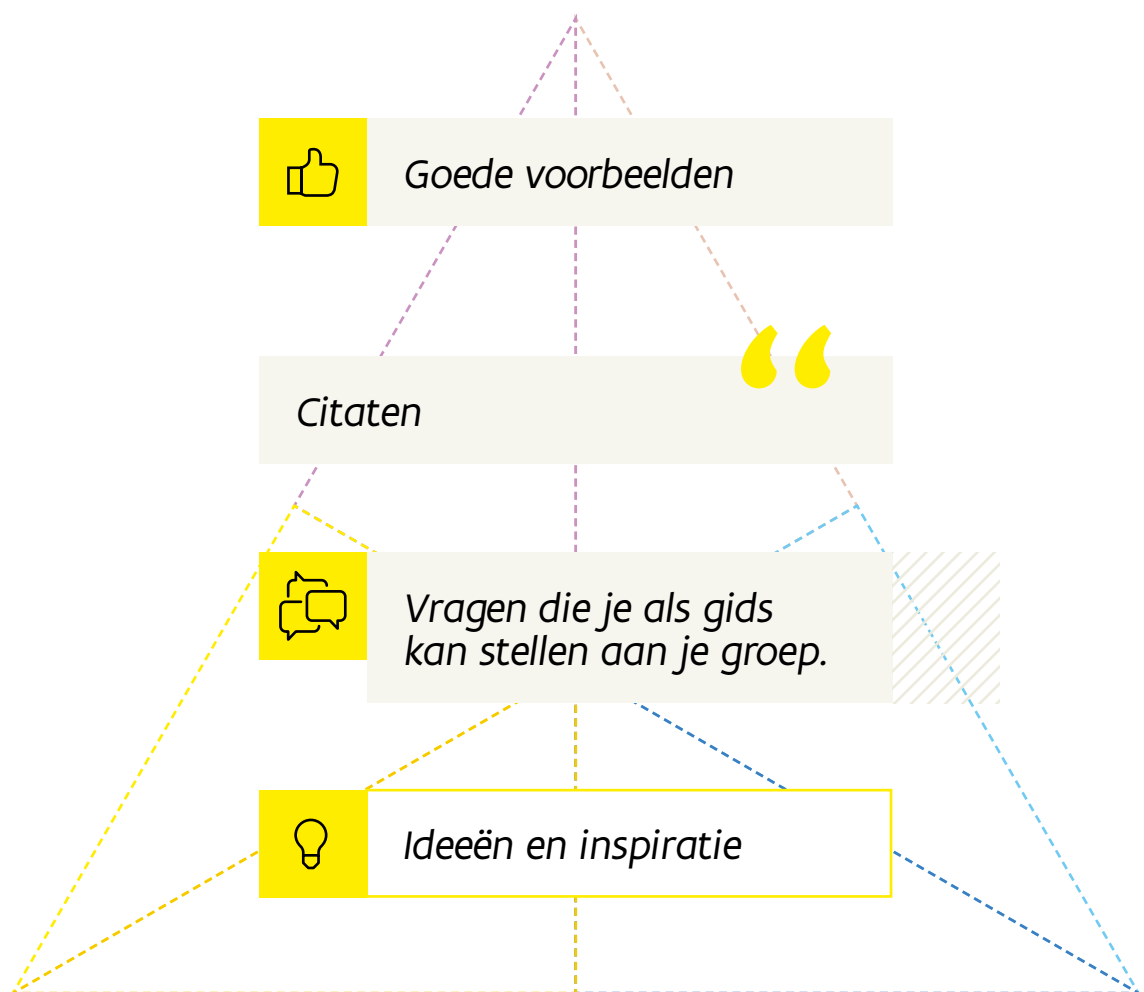 Goede voorbeelden
“
Citaten
Vragen die je als gids
kan stellen aan je groep.
Ideeën en inspiratie